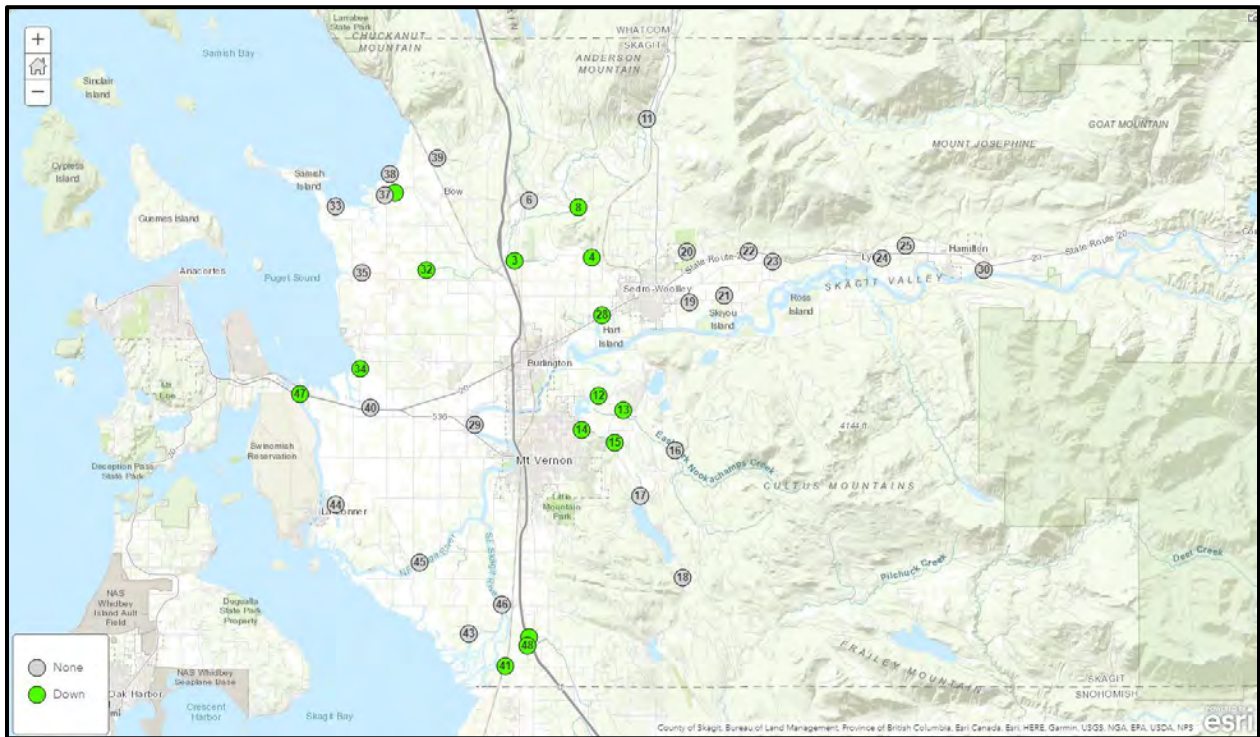 Larrabee
State Park
CHUCKANUT
MOUNTAIN
WHATCOM
SKAGIT
ANDERSON
MOUNTAIN
Samish Bay
Sinclair
Island
+
−
11
GOAT MOUNTAIN
MOUNT JOSEPHINE
Cypress
Island
39
Samish
Island
38
37
Bow
33
6
8
Guemes Island
Anacortes
Puget Sound
35
32
3
4
20
State-Route
22
23
25
24
Hamilton
State-Route 20
20
30
SKAGIT VALLEY
Sedro-Woolley
19
21
Skiyou
Island
Ross
Island
28
Hart
Island
Burlington
34
47
20
40
536
29
12
13
14
15
16
East Fork Nookachamps Creek
4144 ft
CULTUS MOUNTAINS
Swinomish
Reservation
Deception Pass
State Park
Mt Vernon
Little
Mountain
Park
17
44
La Conner
45
18
Pilchuck Creek
Deer Creek
46
43
48
41
NAS
Whidbey
Island Ault
Field
Dugualla
State Park
Property
FRAILEY MOUNTAIN
SKAGIT
SNOHOMISH
None
Down
NAS Whidbey
Seaplane Base
Oak Harbor
Crescent
Harbor
Skagit Bay
County of Skagit, Bureau of Land Management, Province of British Columbia, Esri Canada, Esri, HERE, Garmin, USGS, NGA, EPA, USDA, NPS
POWERED BY
esri